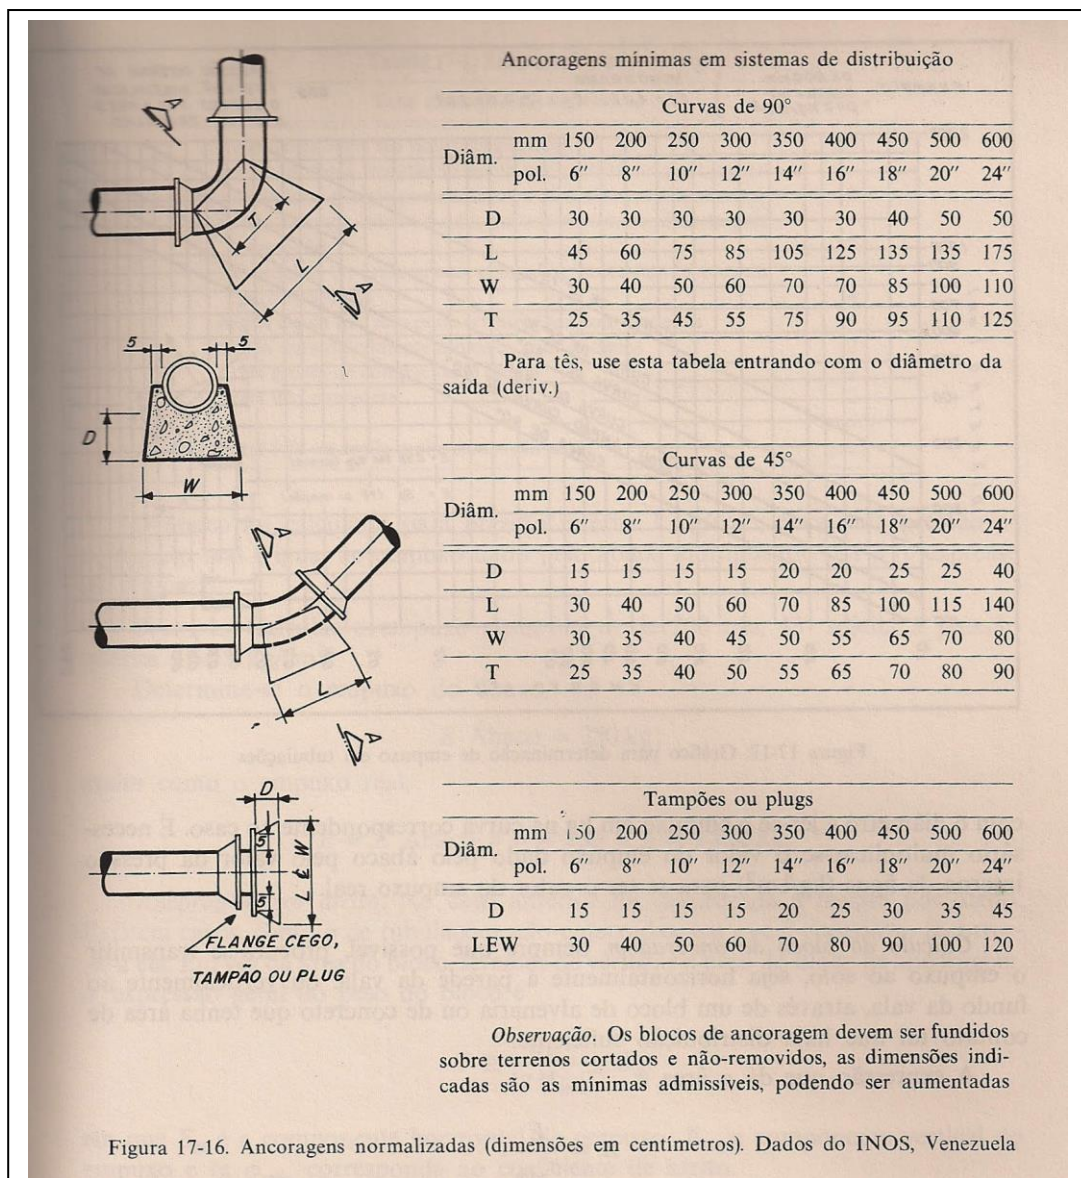 Ancoragens mínimas em sistemas de distribuição
Curvas de 90°
Diâm. mm 150 200 250 300 350 400 450 500 600
pol. 6″ 8″ 10″ 12″ 14″ 16″ 18″ 20″ 24″
D 30 30 30 30 30 30 40 50 50
L 45 60 75 85 105 125 135 135 175
W 30 40 50 60 70 70 85 100 110
T 25 35 45 55 75 90 95 110 125
Para tês, use esta tabela entrando com o diâmetro da
saída (deriv.)
Curvas de 45°
Diâm. mm 150 200 250 300 350 400 450 500 600
pol. 6″ 8″ 10″ 12″ 14″ 16″ 18″ 20″ 24″
D 15 15 15 15 20 20 25 25 40
L 30 40 50 60 70 85 100 115 140
W 30 35 40 45 50 55 65 70 80
T 25 35 40 50 55 65 70 80 90
Tampões ou plugs
Diâm. mm 150 200 250 300 350 400 450 500 600
pol. 6″ 8″ 10″ 12″ 14″ 16″ 18″ 20″ 24″
D 15 15 15 15 20 25 30 35 45
LEW 30 40 50 60 70 80 90 100 120
Observação. Os blocos de ancoragem devem ser fundidos
sobre terrenos cortados e não-removidos, as dimensões indi-
cadas são as mínimas admissíveis, podendo ser aumentadas
A
T
L
A
5
5
D
W
A
L
A
D
5
5
L E W
FLANGE CEGO,
TAMPÃO OU PLUG
Figura 17-16. Ancoragens normalizadas (dimensões em centímetros). Dados do INOS, Venezuela